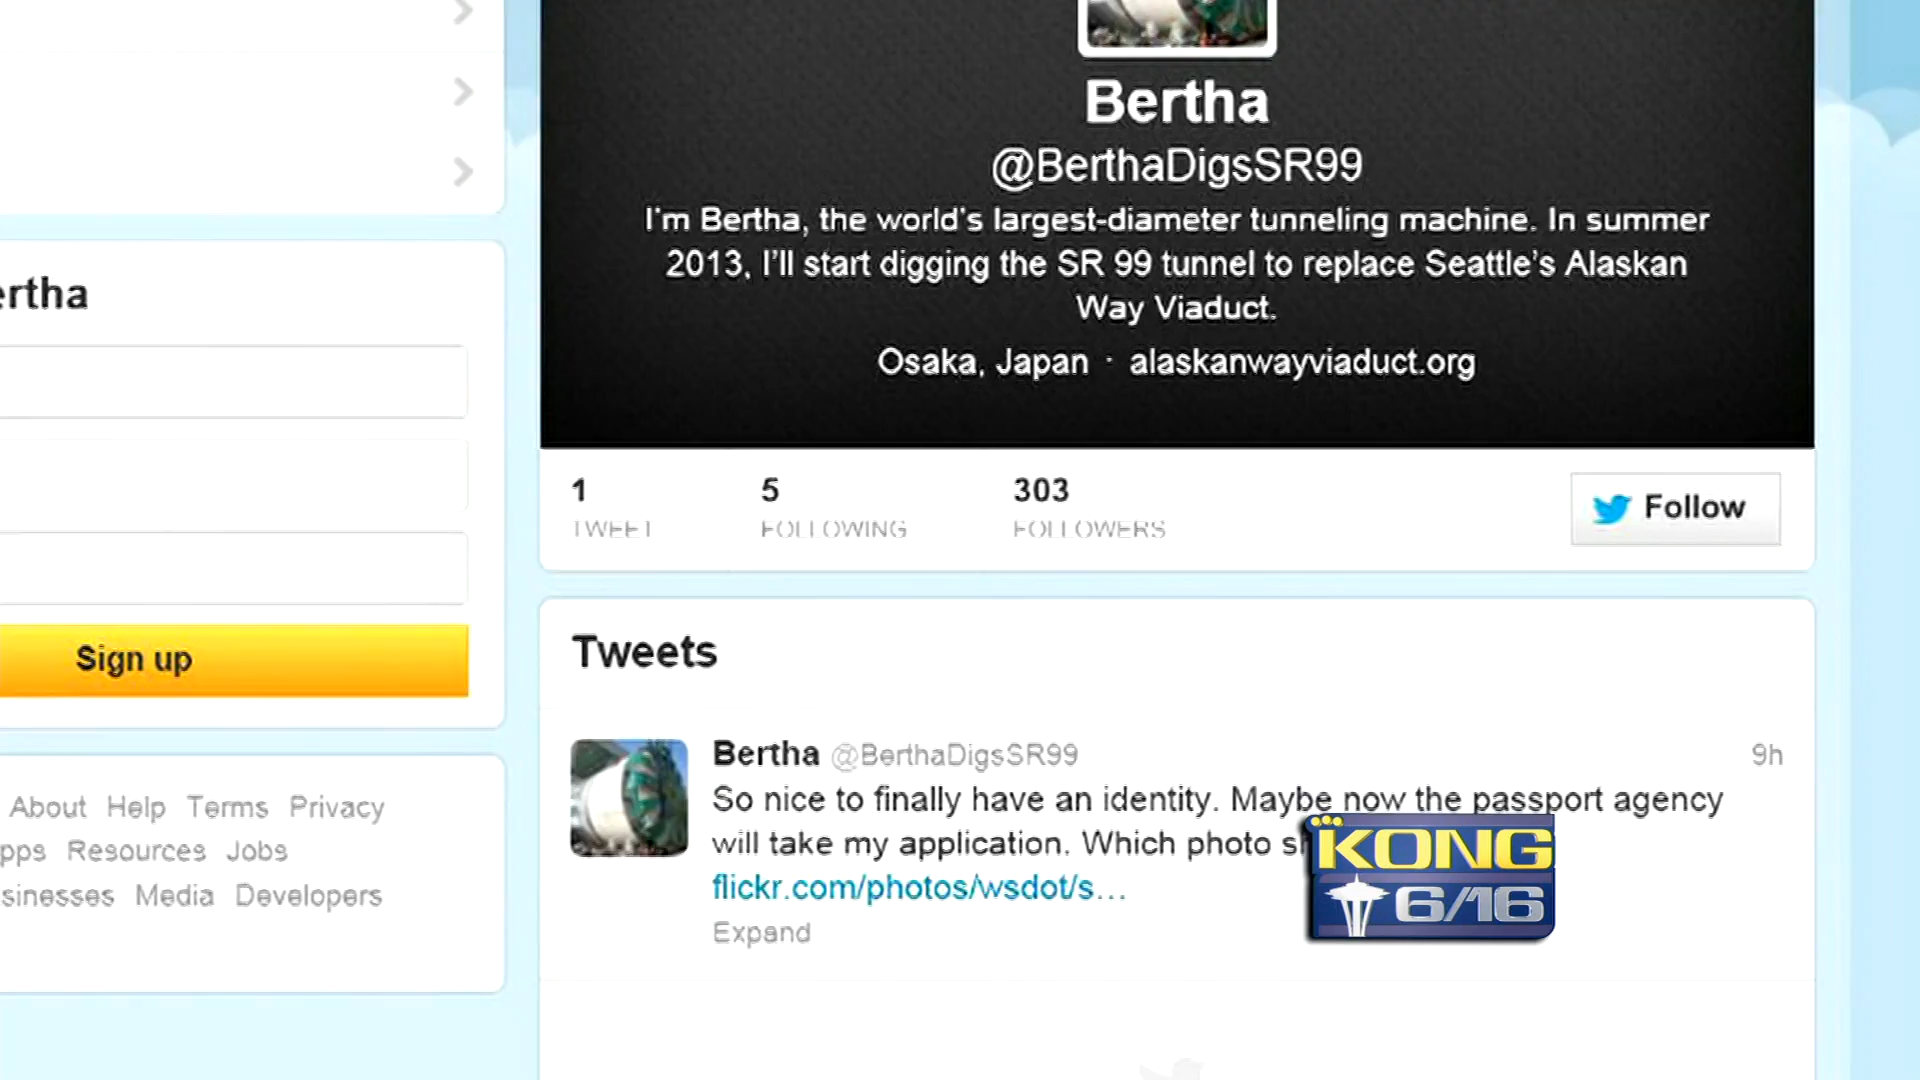 Bertha
@BerthaDigsSR99
I'm Bertha, the world's largest-diameter tunneling machine. In summer
2013, I'll start digging the SR 99 tunnel to replace Seattle's Alaskan
Way Viaduct.
Osaka, Japan · alaskanwayviaduct.org
1
TWEET
5
FOLLOWING
303
FOLLOWERS
Follow
ertha
Sign up
About Help Terms Privacy
pps Resources Jobs
sinesses Media Developers
Tweets
Bertha @BerthaDigsSR99 9h
So nice to finally have an identity. Maybe now the passport agency
will take my application. Which photo
flickr.com/photos/wsdot/s...
Expand
KONG
6/16